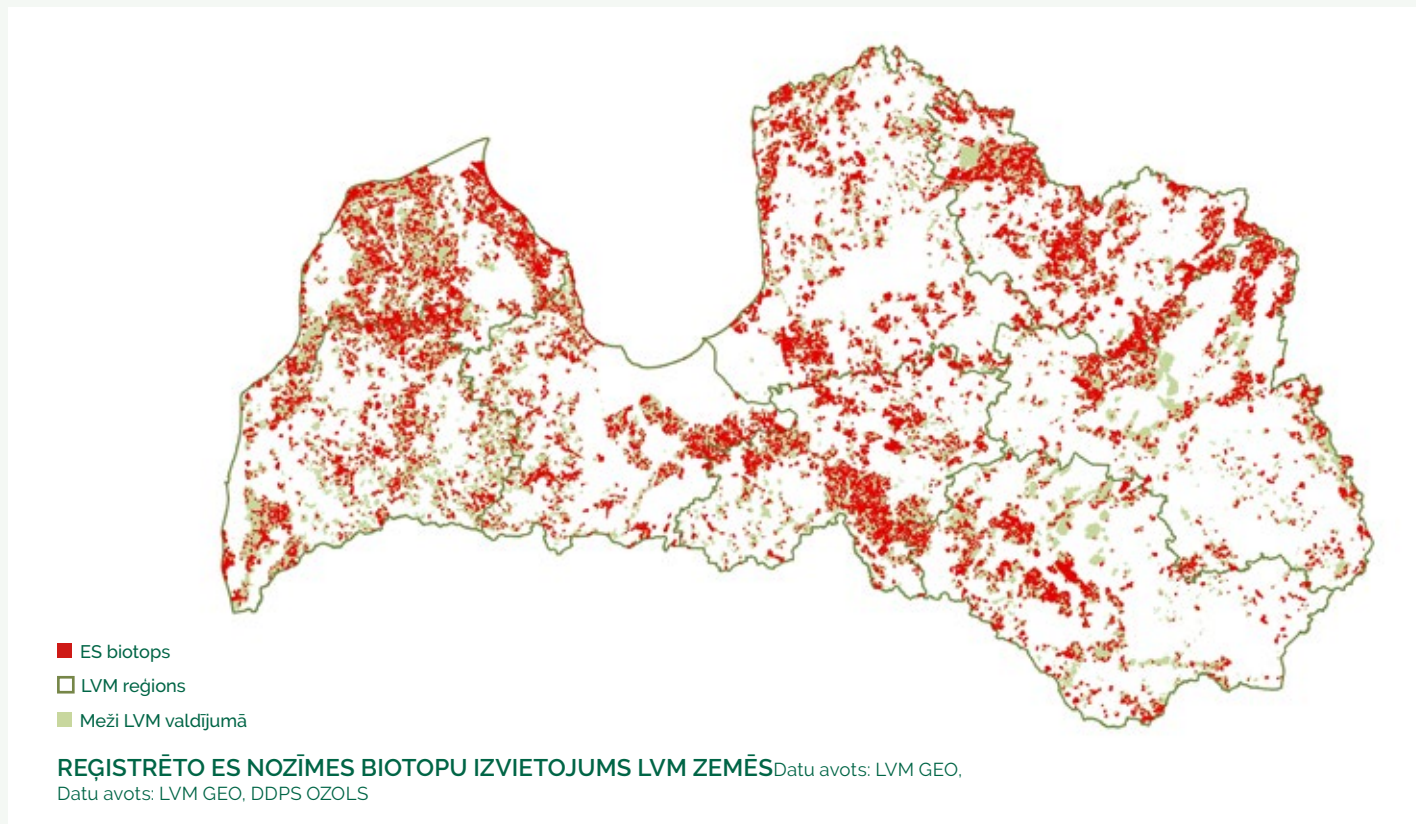 ES biotops
LVM reģions
Meži LVM valdījumā
REĢISTRĒTO ES NOZĪMES BIOTOPU IZVIETOJUMS LVM ZEMĒSDatu avots: LVM GEO,
Datu avots: LVM GEO, DDPS OZOLS